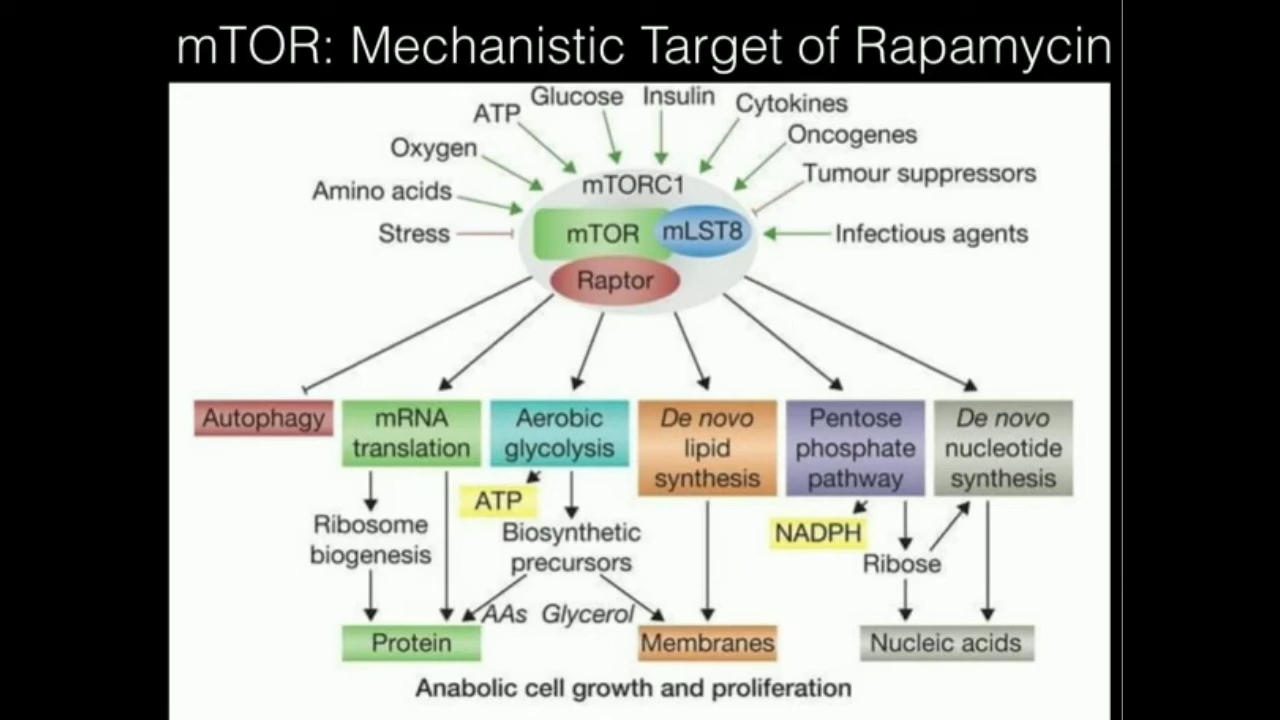 mTOR: Mechanistic Target of Rapamycin
Glucose
Insulin
Cytokines
ATP
Oncogenes
Oxygen
Tumour suppressors
Amino acids
mTORC1
Stress
mTOR
mLST8
Infectious agents
Raptor
Autophagy
mRNA
translation
Aerobic
glycolysis
De novo
lipid
synthesis
Pentose
phosphate
pathway
De novo
nucleotide
synthesis
ATP
NADPH
Ribosome
biogenesis
Biosynthetic
precursors
Ribose
AAs
Glycerol
Protein
Membranes
Nucleic acids
Anabolic cell growth and proliferation